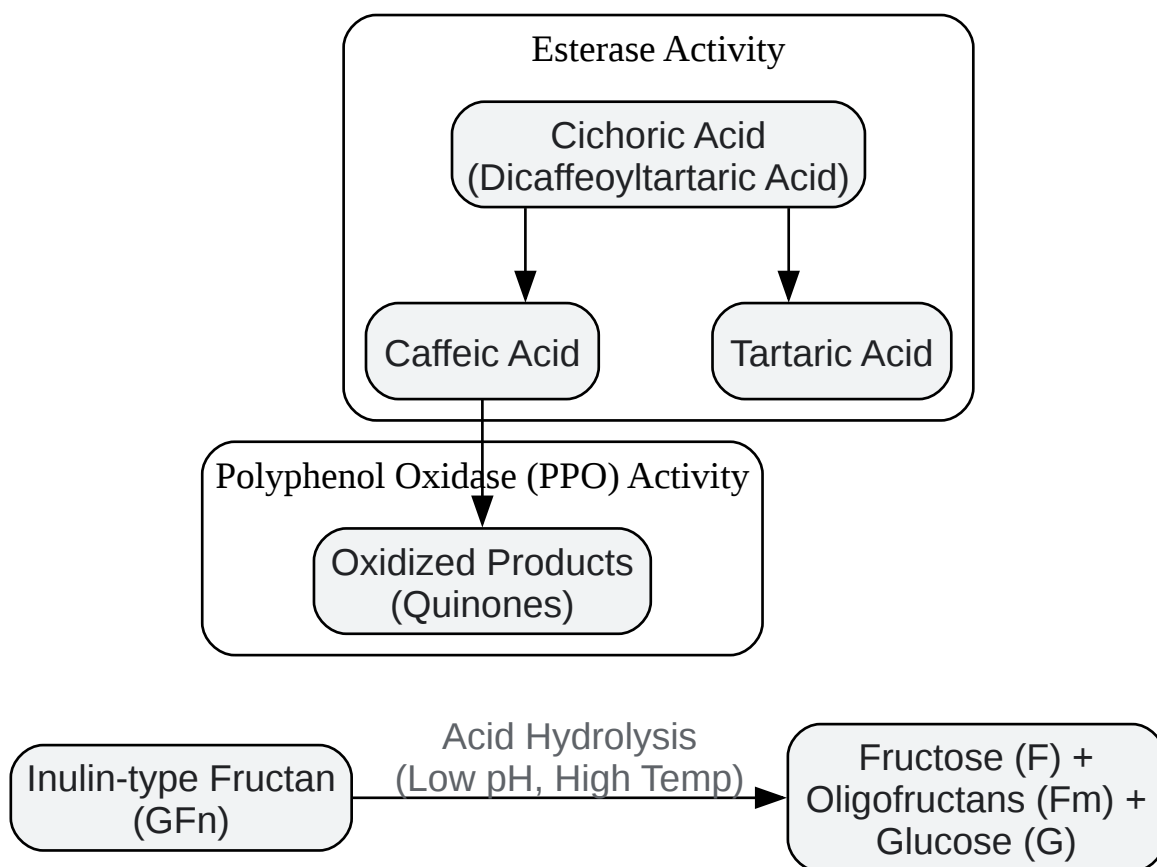 Esterase Activity
Cichoric Acid
(Dicaffeoyltartaric Acid)
Caffeic Acid
Tartaric Acid
Polyphenol Oxidase (PPO) Activity
Oxidized Products
(Quinones)
Inulin-type Fructan
(GFn)
Acid Hydrolysis
(Low pH, High Temp)
Fructose (F) +
Oligofructans (Fm) +
Glucose (G)